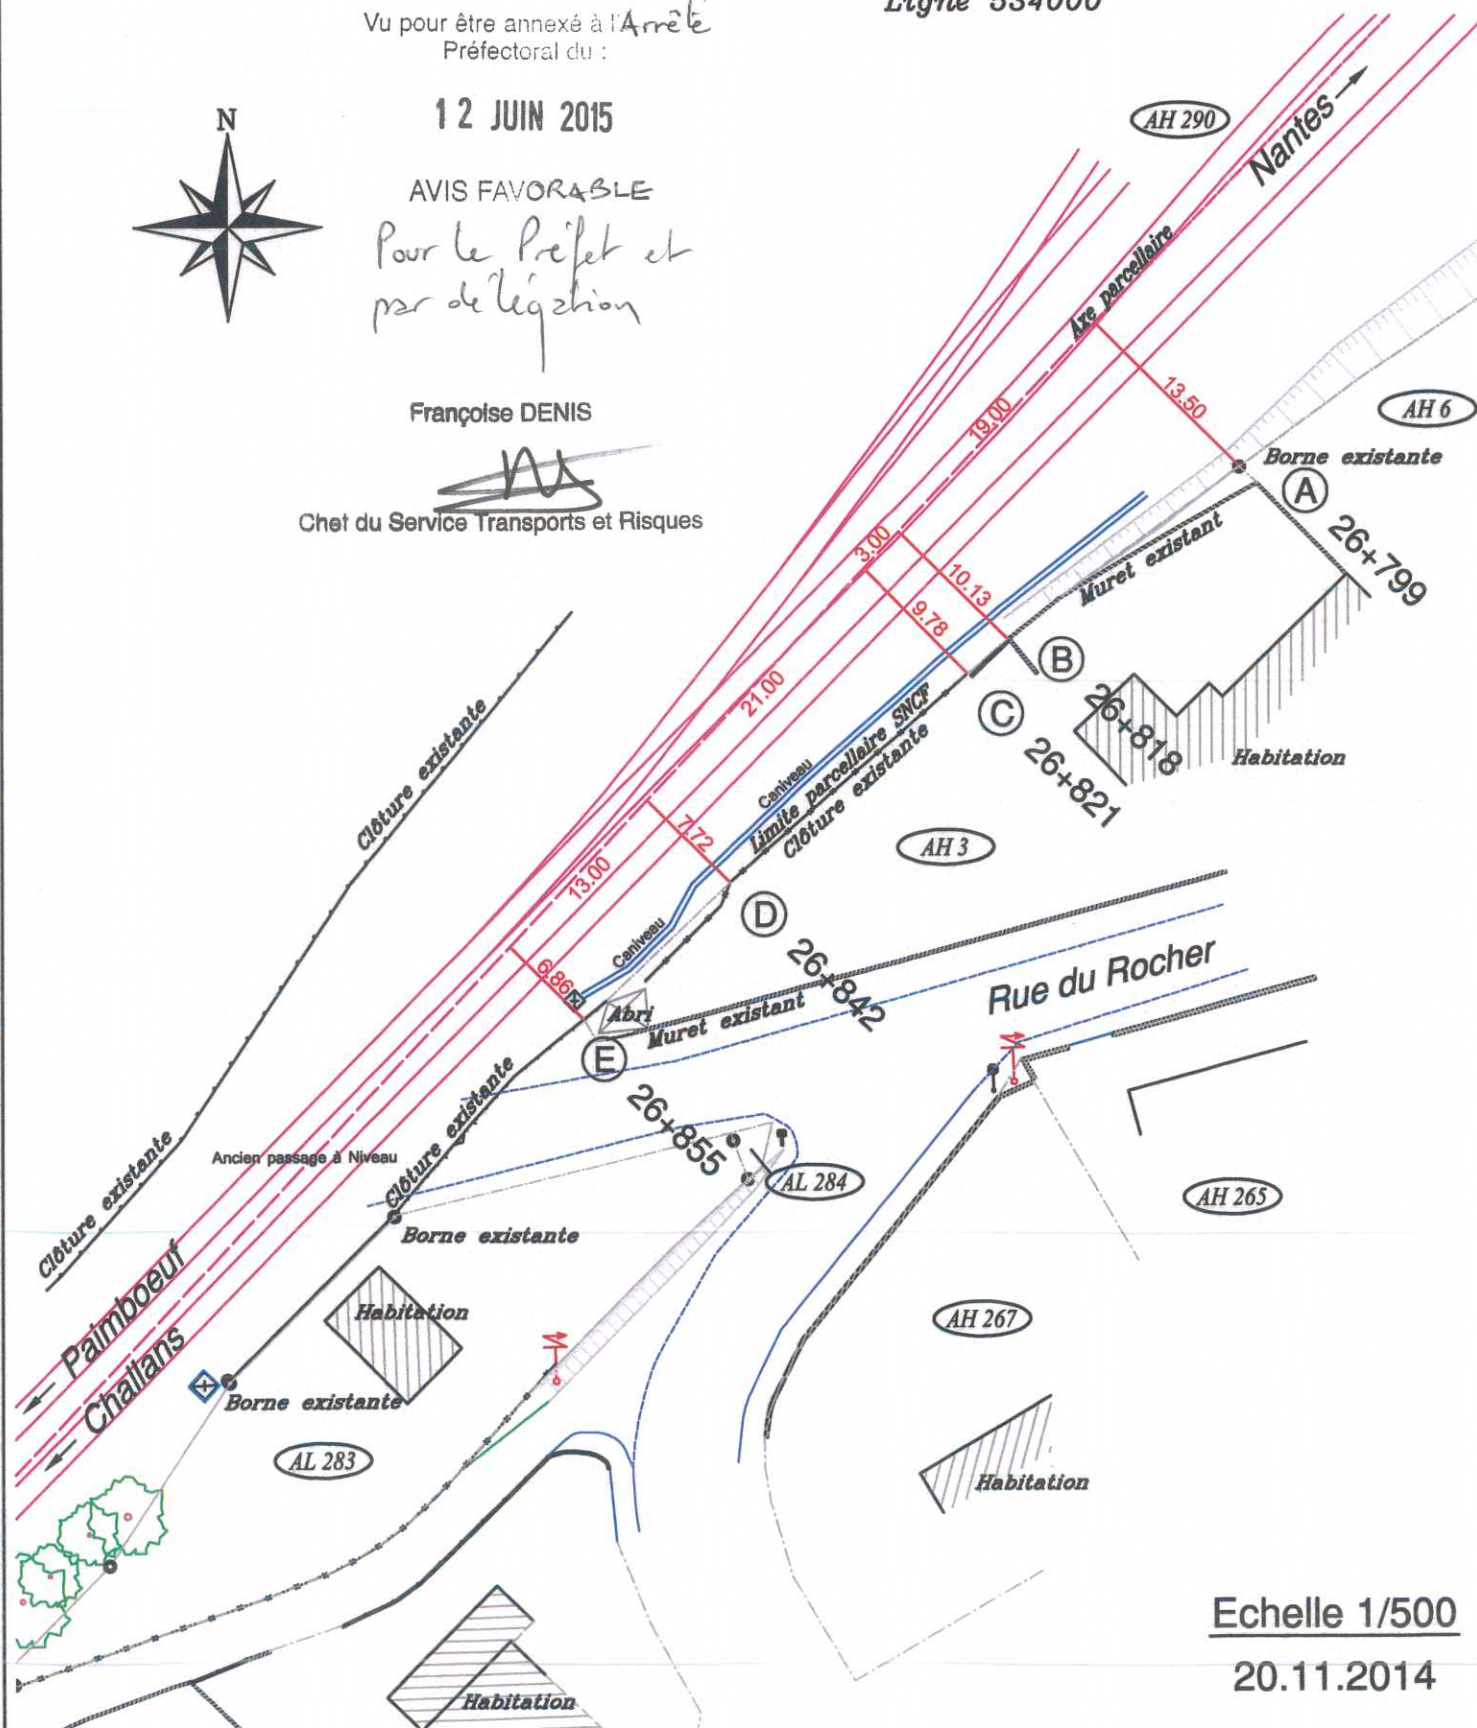 Vu pour être annexé à l'Arrêté
Ligne 534000
Préfectoral du :
12 JUIN 2015
AVIS FAVORABLE
Pour le Préfet et
par délégation
Françoise DENIS
Chef du Service Transports et Risques
N
AH 290
Nantes
Axe parcellaire
13.50
AH 6
Borne existante
A
26+799
19.00
Muret existant
3.00
10.13
9.78
B
26+818
C
26+821
Habitation
21.00
Caniveau
Limite parcellaire SNCF
Clôture existante
Clôture existante
7.72
AH 3
13.00
D
26+842
Caniveau
6.86
Abri
Muret existant
Rue du Rocher
E
26+855
Clôture existante
Ancien passage à Niveau
Clôture existante
AL 284
AH 265
Borne existante
Paimboeuf
Challans
Habitation
Borne existante
AH 267
AL 283
Habitation
Habitation
Echelle 1/500
20.11.2014